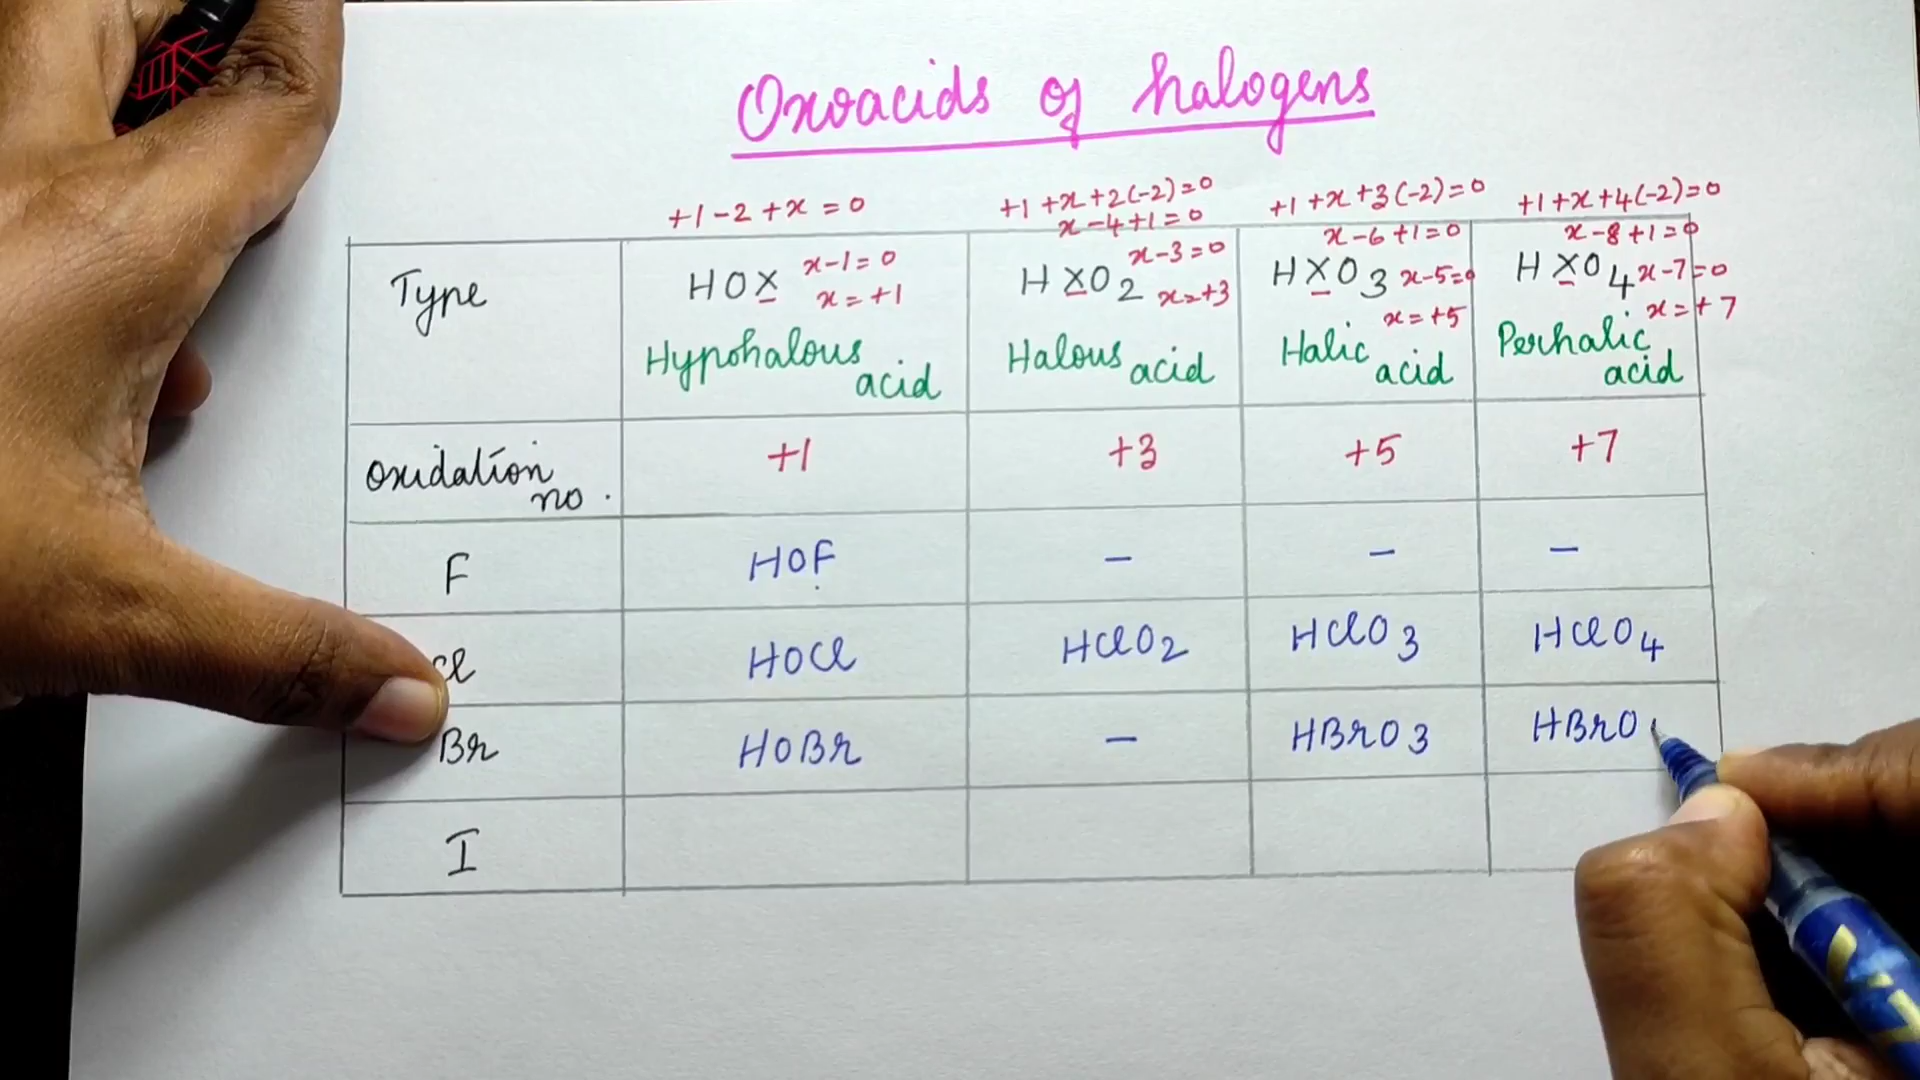 Oxoacids of halogens
+1 -2 +x = 0
+1 +x +2(-2)=0
x -4 +1 = 0
+1 +x +3(-2)=0
+1+x+4(-2)=0
Type
HOX
x-1=0
x = +1
Hypohalous
acid
HXO2
x-3=0
x=+3
Halous acid
x-6+1=0
HXO3
x-5=0
x=+5
Halic
acid
x-8+1=0
HXO4
x-7=0
x=+7
Perhalic
acid
Oxidation
no.
+1
+3
+5
+7
F
HOF
-
-
-
Cl
HOCl
HClO2
HClO3
HClO4
Br
HOBr
-
HBrO3
HBrO
I